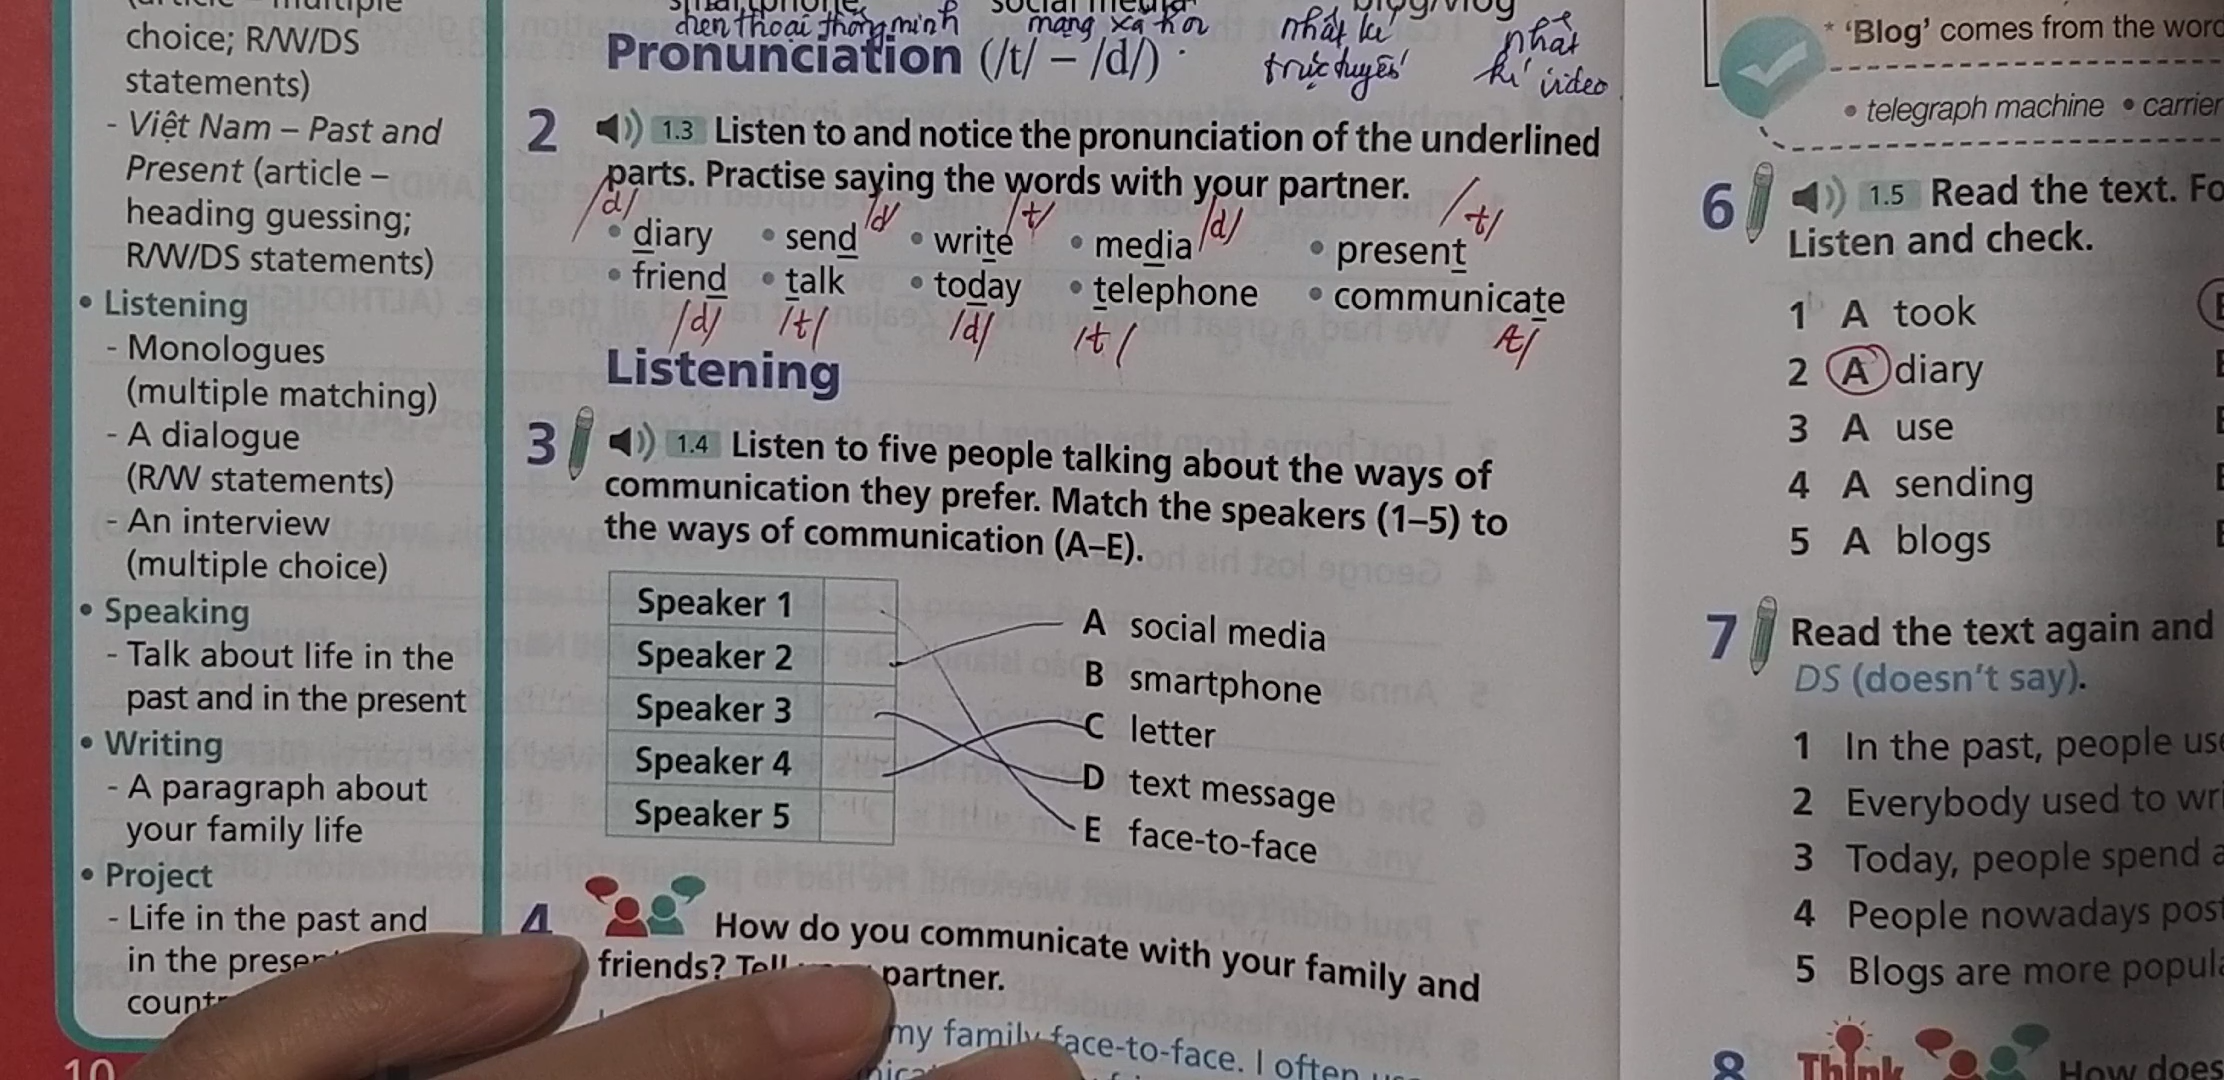 choice; R/W/DS
statements)
- Việt Nam – Past and
Present (article –
heading guessing;
R/W/DS statements)
• Listening
- Monologues
(multiple matching)
- A dialogue
(R/W statements)
- An interview
(multiple choice)
• Speaking
- Talk about life in the
past and in the present
• Writing
- A paragraph about
your family life
• Project
- Life in the past and
in the
10
mạng xã hội
nhật kí
trực tuyến
nhật
kí video
Pronunciation (/t/ – /d/)
2 1.3 Listen to and notice the pronunciation of the underlined
parts. Practise saying the words with your partner.
/d/ /d/ /t/ /d/ /t/
• diary • send • write • media • present
• friend • talk • today • telephone • communicate
/d/ /t/ /d/ /t/ /t/
Listening
3 1.4 Listen to five people talking about the ways of
communication they prefer. Match the speakers (1–5) to
the ways of communication (A–E).
Speaker 1
Speaker 2
Speaker 3
Speaker 4
Speaker 5
A social media
B smartphone
C letter
D text message
E face-to-face
4 How do you communicate with your family and
friends? Tell partner.
my family face-to-face. I often
* ‘Blog’ comes from the word
• telegraph machine • carrier
6 1.5 Read the text.
Listen and check.
1 A took
2 A diary
3 A use
4 A sending
5 A blogs
7 Read the text again and
DS (doesn’t say).
1 In the past, people
2 Everybody used to
3 Today, people spend
4 People nowadays
5 Blogs are more
8 Think How does